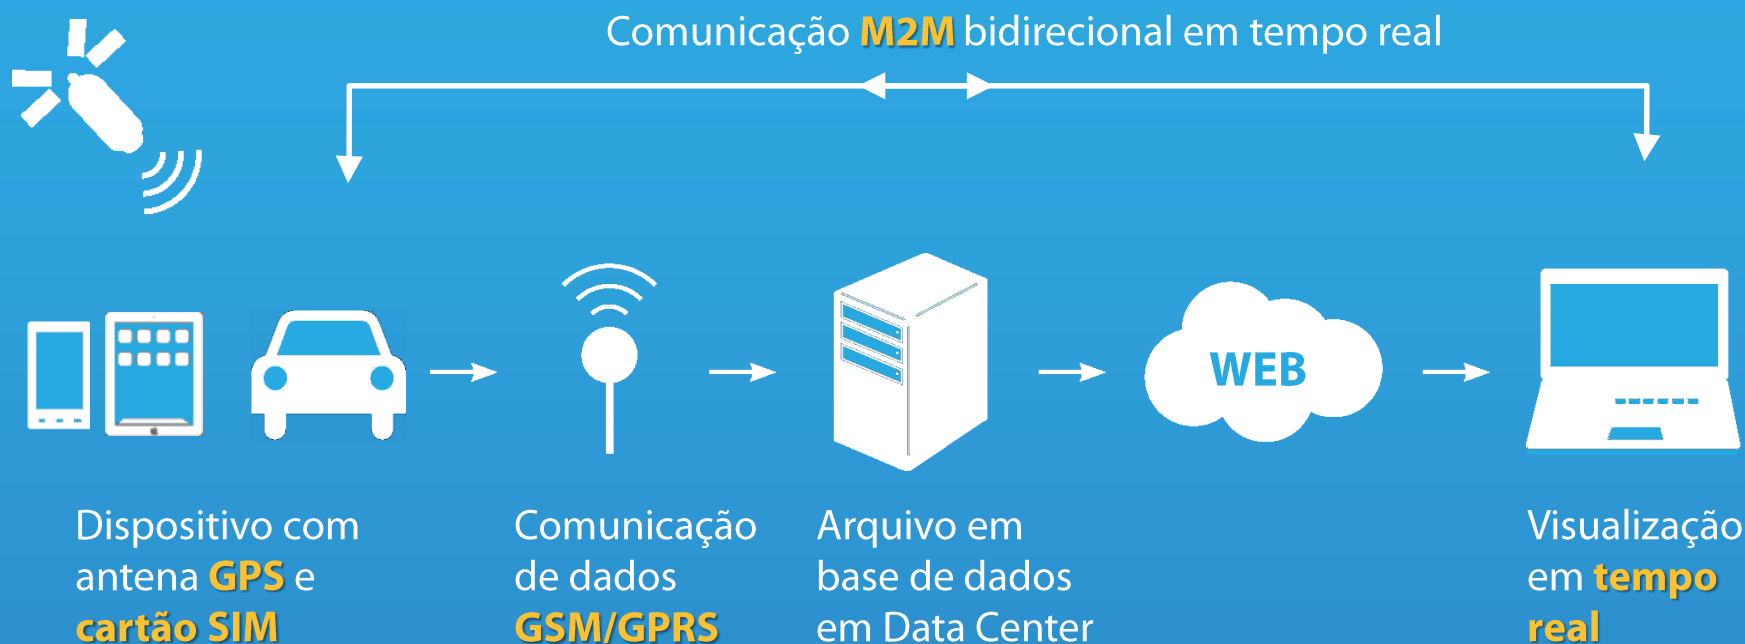 Comunicação M2M bidirecional em tempo real
WEB
Dispositivo com
antena GPS e
cartão SIM
Comunicação
de dados
GSM/GPRS
Arquivo em
base de dados
em Data Center
Visualização
em tempo
real